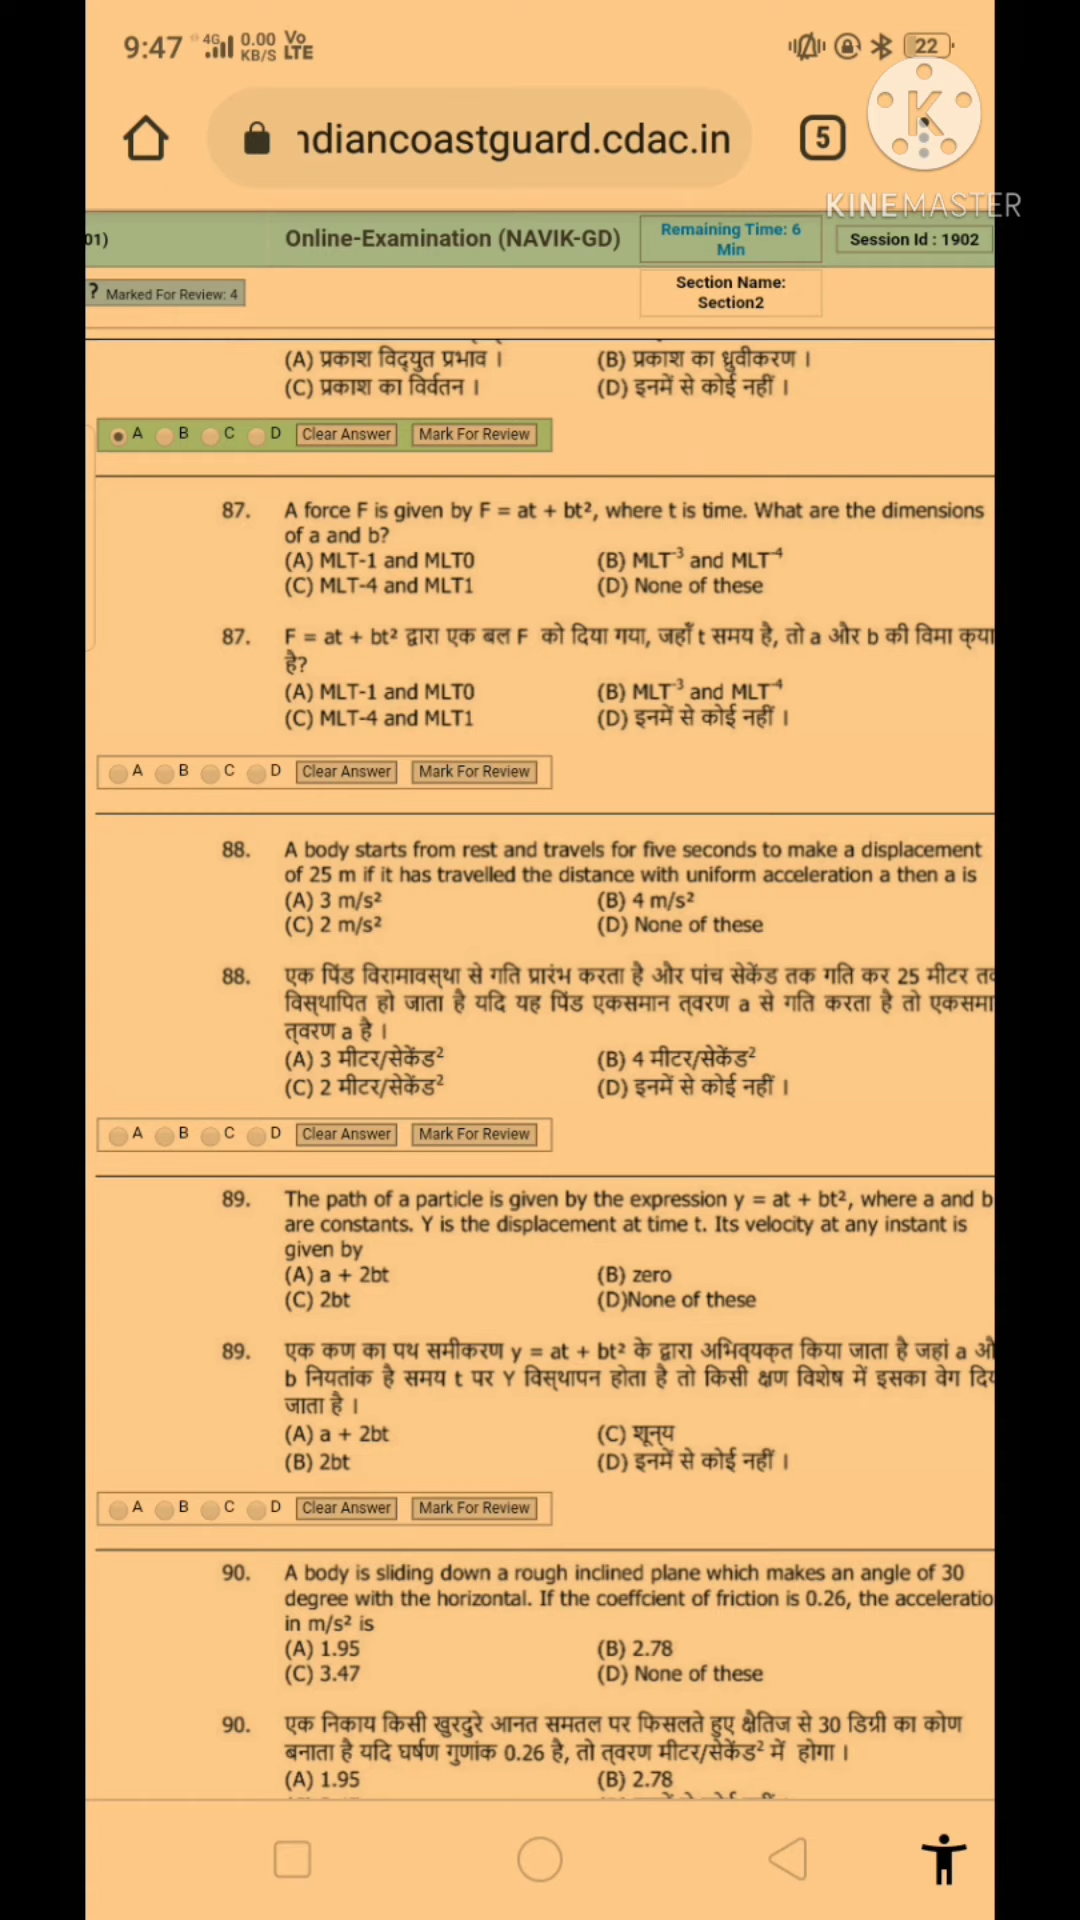 9:47 4G 0.00 KB/S Vo LTE 22
ndiancoastguard.cdac.in 5
K
KINEMASTER
01) Online-Examination (NAVIK-GD) Remaining Time: 6 Min Session Id : 1902
? Marked For Review: 4 Section Name: Section2
(A) प्रकाश विद्युत प्रभाव । (B) प्रकाश का ध्रुवीकरण ।
(C) प्रकाश का विर्वतन । (D) इनमें से कोई नहीं ।
A B C D Clear Answer Mark For Review
87. A force F is given by F = at + bt², where t is time. What are the dimensions
of a and b?
(A) MLT-1 and MLT0 (B) MLT⁻³ and MLT⁻⁴
(C) MLT-4 and MLT1 (D) None of these
87. F = at + bt² द्वारा एक बल F को दिया गया, जहाँ t समय है, तो a और b की विमा क्या
है?
(A) MLT-1 and MLT0 (B) MLT⁻³ and MLT⁻⁴
(C) MLT-4 and MLT1 (D) इनमें से कोई नहीं ।
A B C D Clear Answer Mark For Review
88. A body starts from rest and travels for five seconds to make a displacement
of 25 m if it has travelled the distance with uniform acceleration a then a is
(A) 3 m/s² (B) 4 m/s²
(C) 2 m/s² (D) None of these
88. एक पिंड विरामावस्था से गति प्रारंभ करता है और पांच सेकेंड तक गति कर 25 मीटर
विस्थापित हो जाता है यदि यह पिंड एकसमान त्वरण a से गति करता है तो एकसमा
त्वरण a है ।
(A) 3 मीटर/सेकेंड² (B) 4 मीटर/सेकेंड²
(C) 2 मीटर/सेकेंड² (D) इनमें से कोई नहीं ।
A B C D Clear Answer Mark For Review
89. The path of a particle is given by the expression y = at + bt², where a and b
are constants. Y is the displacement at time t. Its velocity at any instant is
given by
(A) a + 2bt (B) zero
(C) 2bt (D)None of these
89. एक कण का पथ समीकरण y = at + bt² के द्वारा अभिव्यक्त किया जाता है जहां a
b नियतांक है समय t पर Y विस्थापन होता है तो किसी क्षण विशेष में इसका वेग
जाता है ।
(A) a + 2bt (C) शून्य
(B) 2bt (D) इनमें से कोई नहीं ।
A B C D Clear Answer Mark For Review
90. A body is sliding down a rough inclined plane which makes an angle of 30
degree with the horizontal. If the coeffcient of friction is 0.26, the acceleratio
in m/s² is
(A) 1.95 (B) 2.78
(C) 3.47 (D) None of these
90. एक निकाय किसी खुरदुरे आनत समतल पर फिसलते हुए क्षैतिज से 30 डिग्री का कोण
बनाता है यदि घर्षण गुणांक 0.26 है, तो त्वरण मीटर/सेकेंड² में होगा ।
(A) 1.95 (B) 2.78